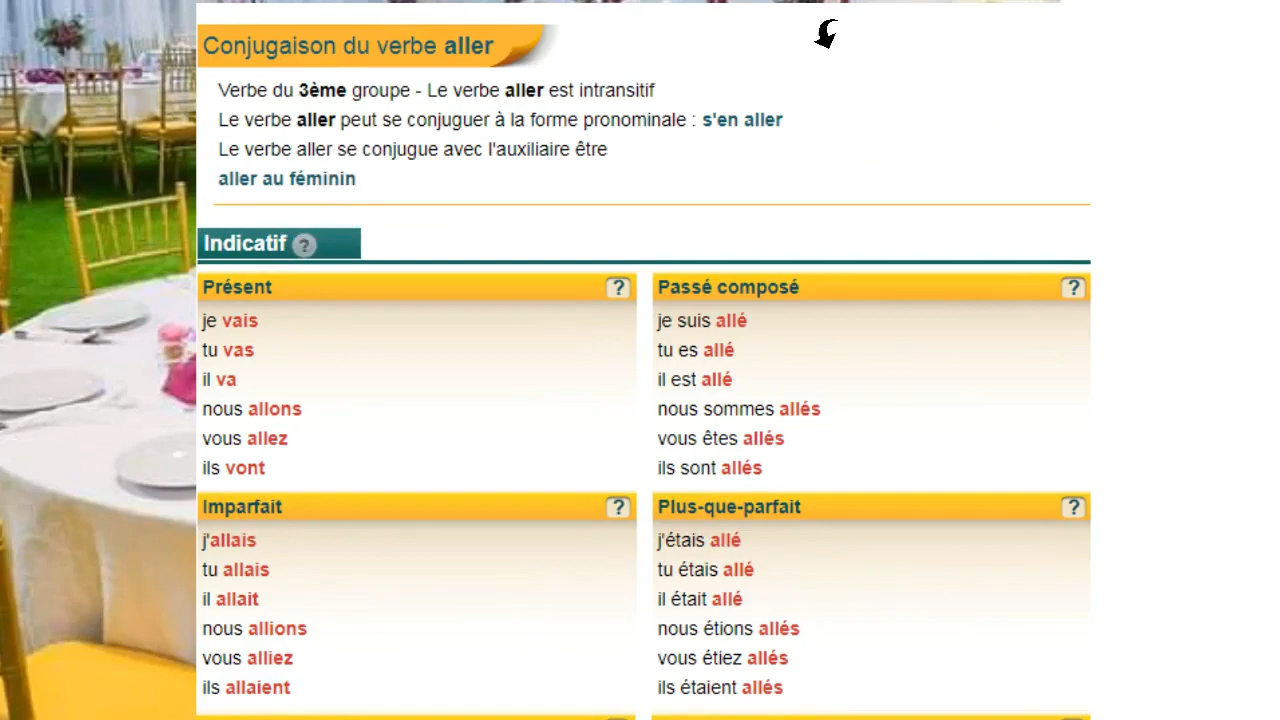 Conjugaison du verbe aller
Verbe du 3ème groupe - Le verbe aller est intransitif
Le verbe aller peut se conjuguer à la forme pronominale : s'en aller
Le verbe aller se conjugue avec l'auxiliaire être
aller au féminin
Indicatif ?
Présent ?
je vais
tu vas
il va
nous allons
vous allez
ils vont
Passé composé ?
je suis allé
tu es allé
il est allé
nous sommes allés
vous êtes allés
ils sont allés
Imparfait ?
j'allais
tu allais
il allait
nous allions
vous alliez
ils allaient
Plus-que-parfait ?
j'étais allé
tu étais allé
il était allé
nous étions allés
vous étiez allés
ils étaient allés